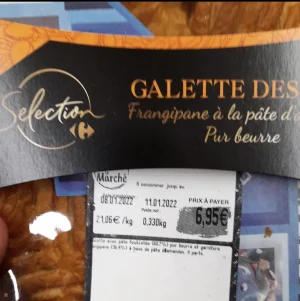 Selection
GALETTE DES
Frangipane à la pâte d'a
Pur beurre
Marché
À consommer jusqu'au
08.01.2022 11.01.2022
Poids net
PRIX À PAYER
21,06€/kg 0,330kg
6,95€